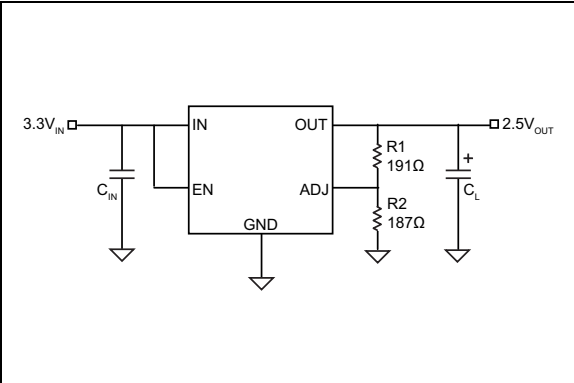 3.3VIN
IN
OUT
2.5VOUT
R1
191Ω
+
CIN
EN
ADJ
CL
R2
187Ω
GND